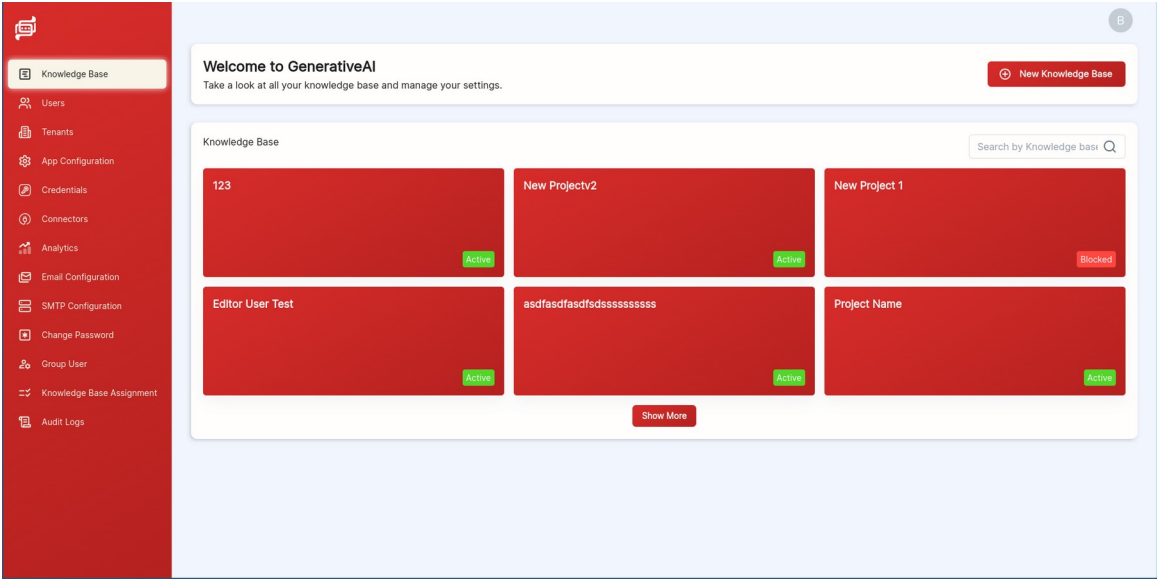 B
Knowledge Base
Users
Tenants
App Configuration
Credentials
Connectors
Analytics
Email Configuration
SMTP Configuration
Change Password
Group User
Knowledge Base Assignment
Audit Logs
Welcome to GenerativeAI
Take a look at all your knowledge base and manage your settings.
New Knowledge Base
Knowledge Base
Search by Knowledge base
123
Active
New Projectv2
Active
New Project 1
Blocked
Editor User Test
Active
asdfasdfasdfsdssssssssss
Active
Project Name
Active
Show More